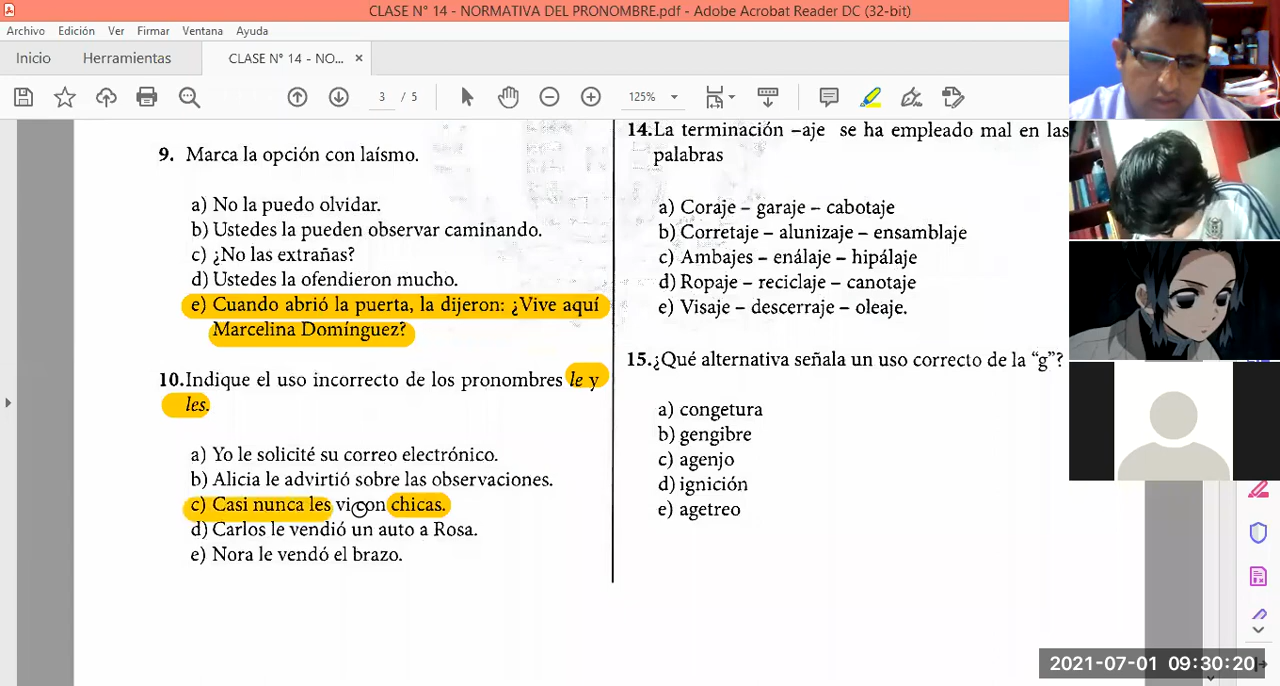 CLASE N° 14 - NORMATIVA DEL PRONOMBRE.pdf - Adobe Acrobat Reader DC (32-bit)
Archivo Edición Ver Firmar Ventana Ayuda
Inicio Herramientas CLASE N° 14 - NO... ×
3 / 5 125%
9. Marca la opción con laísmo.
a) No la puedo olvidar.
b) Ustedes la pueden observar caminando.
c) ¿No las extrañas?
d) Ustedes la ofendieron mucho.
e) Cuando abrió la puerta, la dijeron: ¿Vive aquí
Marcelina Domínguez?
10.Indique el uso incorrecto de los pronombres le y
les.
a) Yo le solicité su correo electrónico.
b) Alicia le advirtió sobre las observaciones.
c) Casi nunca les vi con chicas.
d) Carlos le vendió un auto a Rosa.
e) Nora le vendó el brazo.
14.La terminación –aje se ha empleado mal en las
palabras
a) Coraje – garaje – cabotaje
b) Corretaje – alunizaje – ensamblaje
c) Ambajes – enálaje – hipálaje
d) Ropaje – reciclaje – canotaje
e) Visaje – descerraje – oleaje.
15.¿Qué alternativa señala un uso correcto de la “g”?
a) congetura
b) gengibre
c) agenjo
d) ignición
e) agetreo
2021-07-01 09:30:20